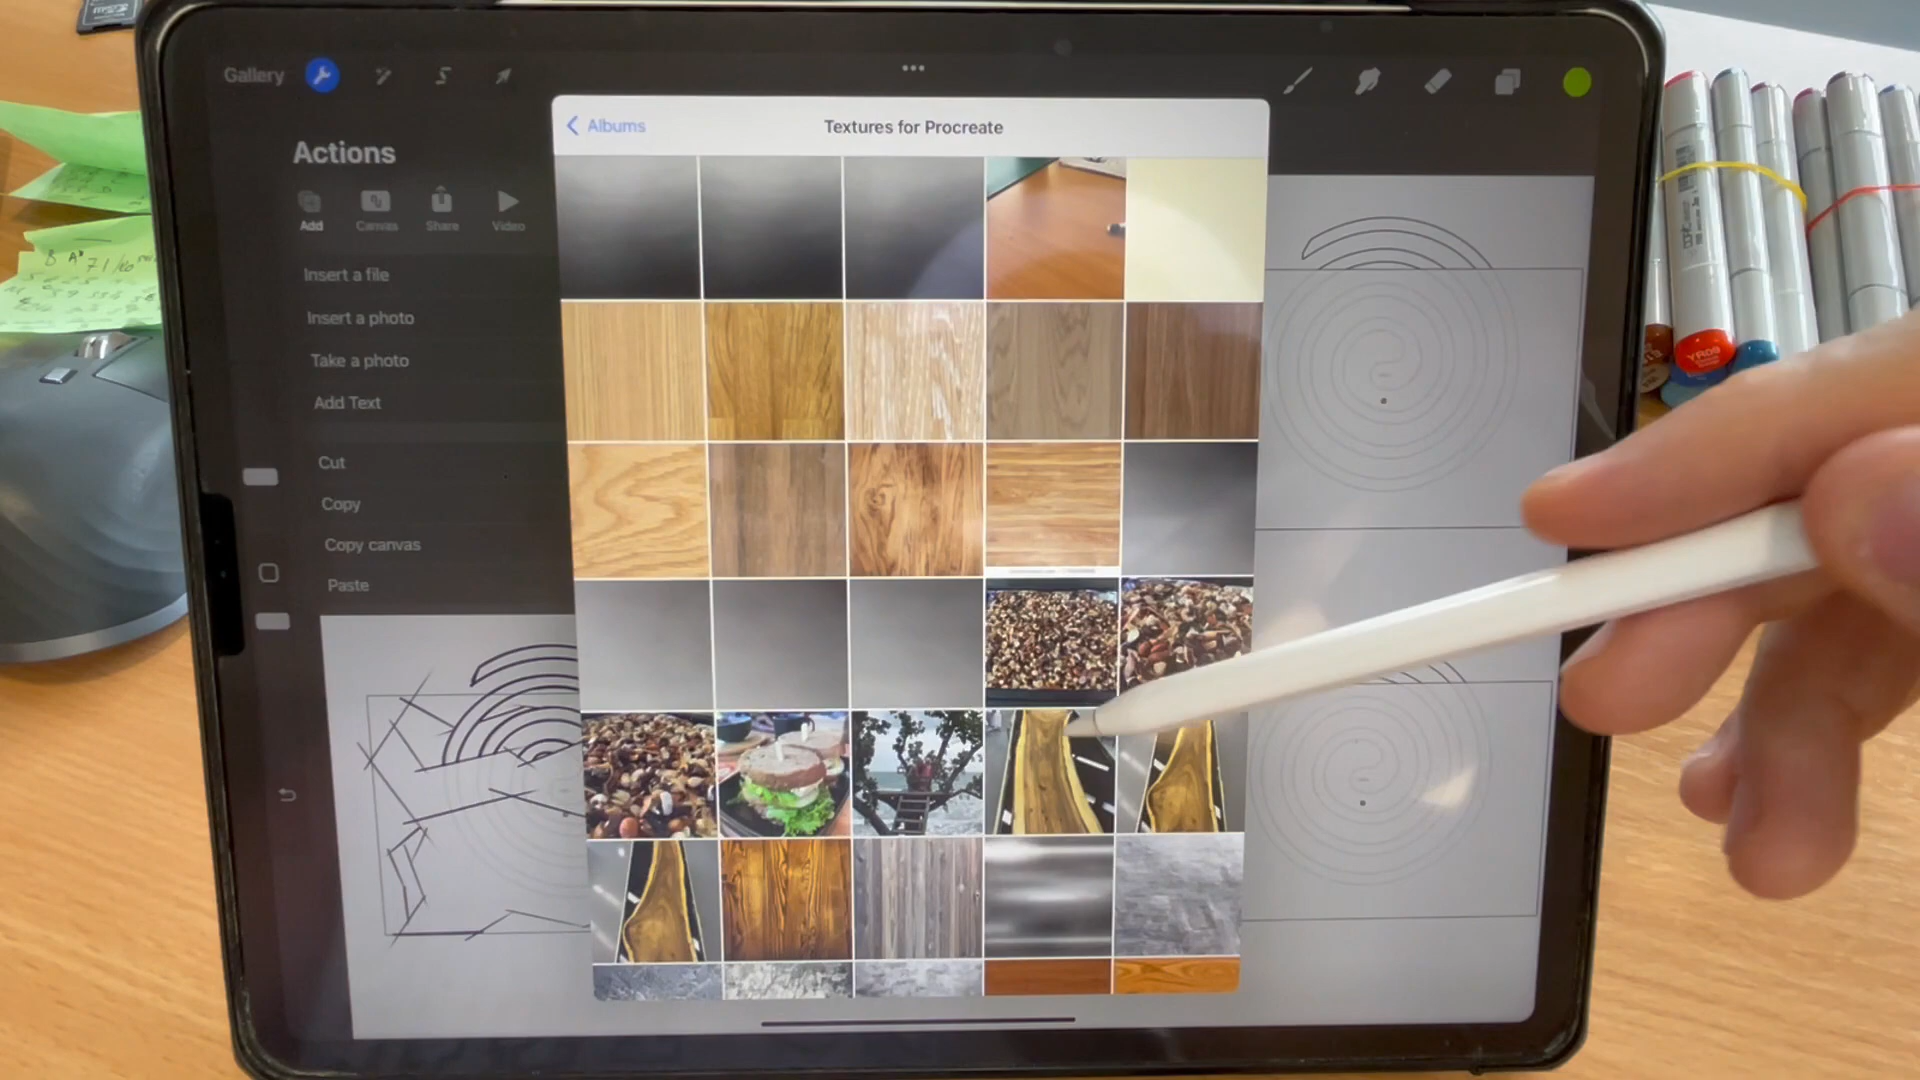 Gallery
Albums
Textures for Procreate
Actions
Add
Canvas
Share
Video
Insert a file
Insert a photo
Take a photo
Add Text
Cut
Copy
Copy canvas
Paste
YR09